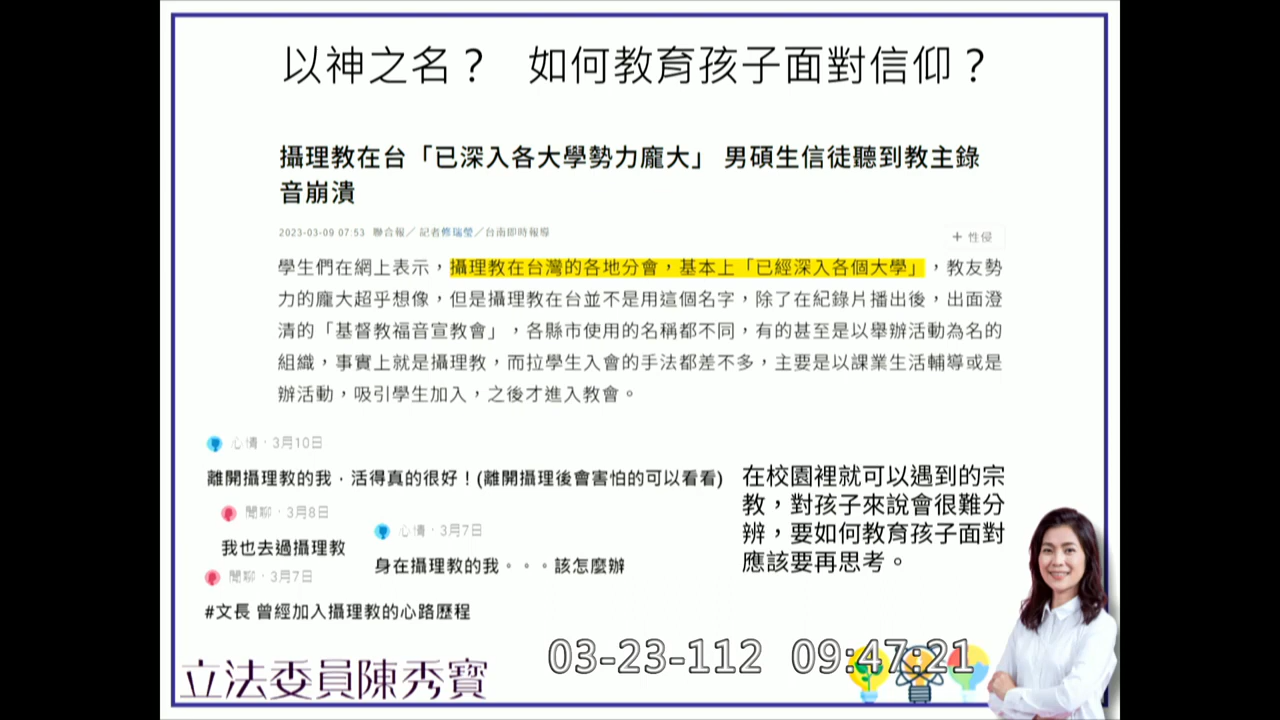 以神之名？ 如何教育孩子面對信仰？
攝理教在台「已深入各大學勢力龐大」 男碩生信徒聽到教主錄
音崩潰
2023-03-09 07:53 聯合報／ 記者修瑞瑩／台南即時報導
+ 性侵
學生們在網上表示，攝理教在台灣的各地分會，基本上「已經深入各個大學」，教友勢
力的龐大超乎想像，但是攝理教在台並不是用這個名字，除了在紀錄片播出後，出面澄
清的「基督教福音宣教會」，各縣市使用的名稱都不同，有的甚至是以舉辦活動為名的
組織，事實上就是攝理教，而拉學生入會的手法都差不多，主要是以課業生活輔導或是
辦活動，吸引學生加入，之後才進入教會。
心情・3月10日
離開攝理教的我．活得真的很好！(離開攝理後會害怕的可以看看)
閒聊・3月8日
我也去過攝理教
心情・3月7日
身在攝理教的我。。。該怎麼辦
閒聊・3月7日
#文長 曾經加入攝理教的心路歷程
在校園裡就可以遇到的宗
教，對孩子來說會很難分
辨，要如何教育孩子面對
應該要再思考。
立法委員陳秀寳
03-23-112 09:47:21